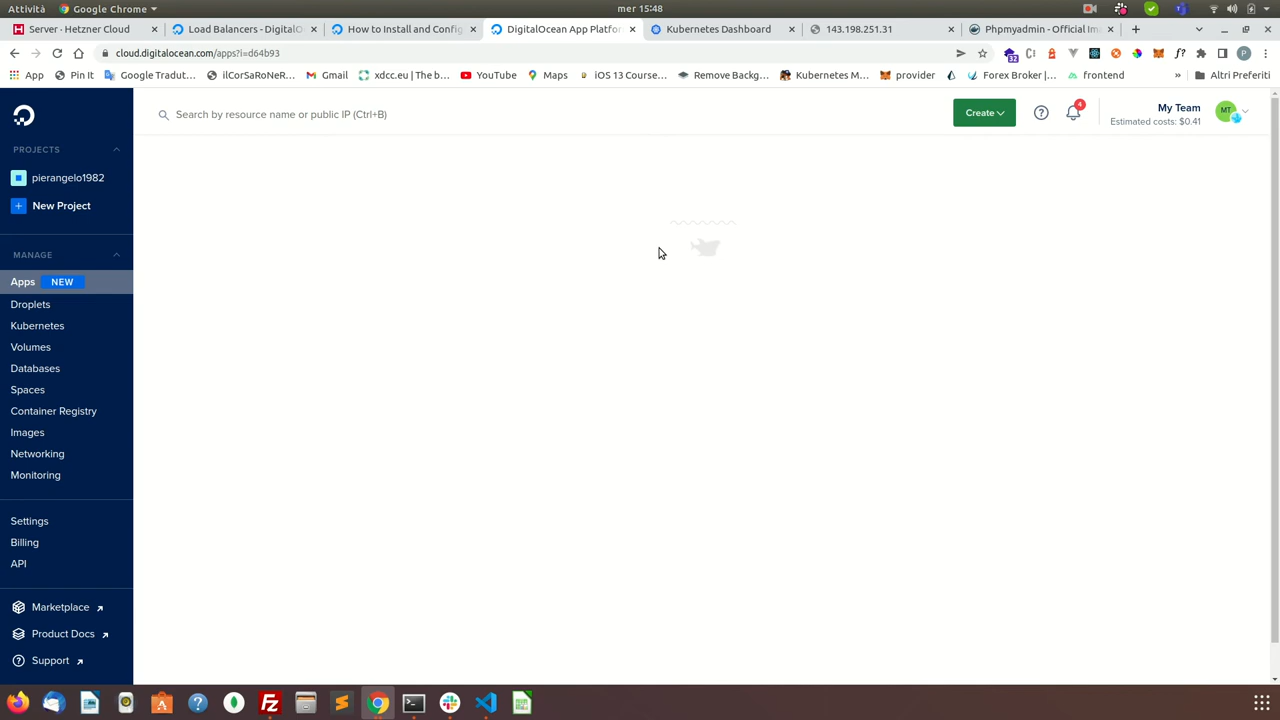 Attività
Google Chrome
mer 15:48
Server - Hetzner Cloud
Load Balancers - DigitalO
How to Install and Config
DigitalOcean App Platfo
Kubernetes Dashboard
143.198.251.31
Phpmyadmin - Official Im
cloud.digitalocean.com/apps?i=d64b93
32
P
App
Pin It
Google Tradut...
ilCorSaRoNeR...
Gmail
xdcc.eu | The b...
YouTube
Maps
iOS 13 Course...
Remove Backg...
Kubernetes M...
provider
Forex Broker |...
frontend
»
Altri Preferiti
Search by resource name or public IP (Ctrl+B)
Create
4
My Team
Estimated costs: $0.41
MT
PROJECTS
pierangelo1982
New Project
MANAGE
Apps NEW
Droplets
Kubernetes
Volumes
Databases
Spaces
Container Registry
Images
Networking
Monitoring
Settings
Billing
API
Marketplace
Product Docs
Support